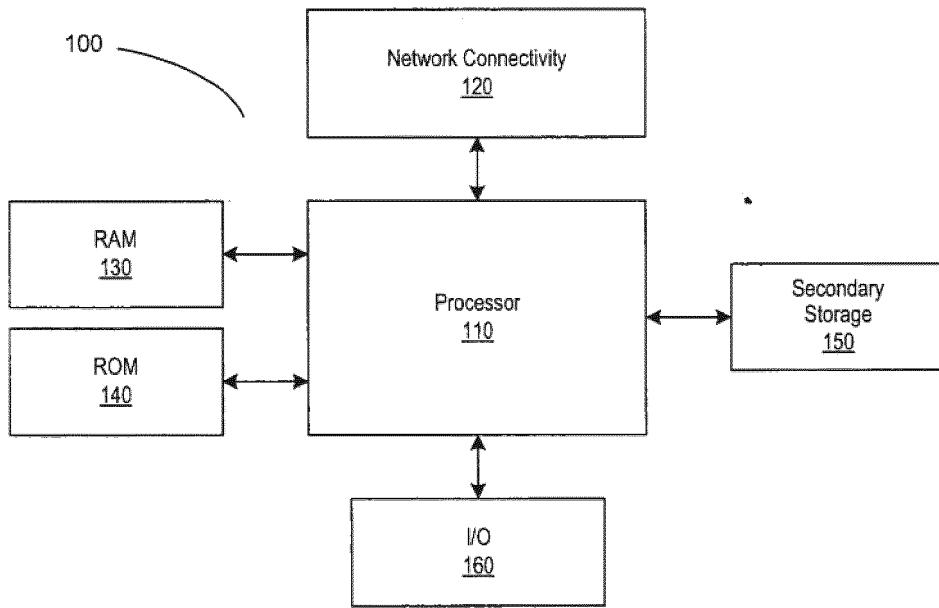 100
Network Connectivity
120
RAM
130
Processor
110
Secondary
Storage
150
ROM
140
I/O
160